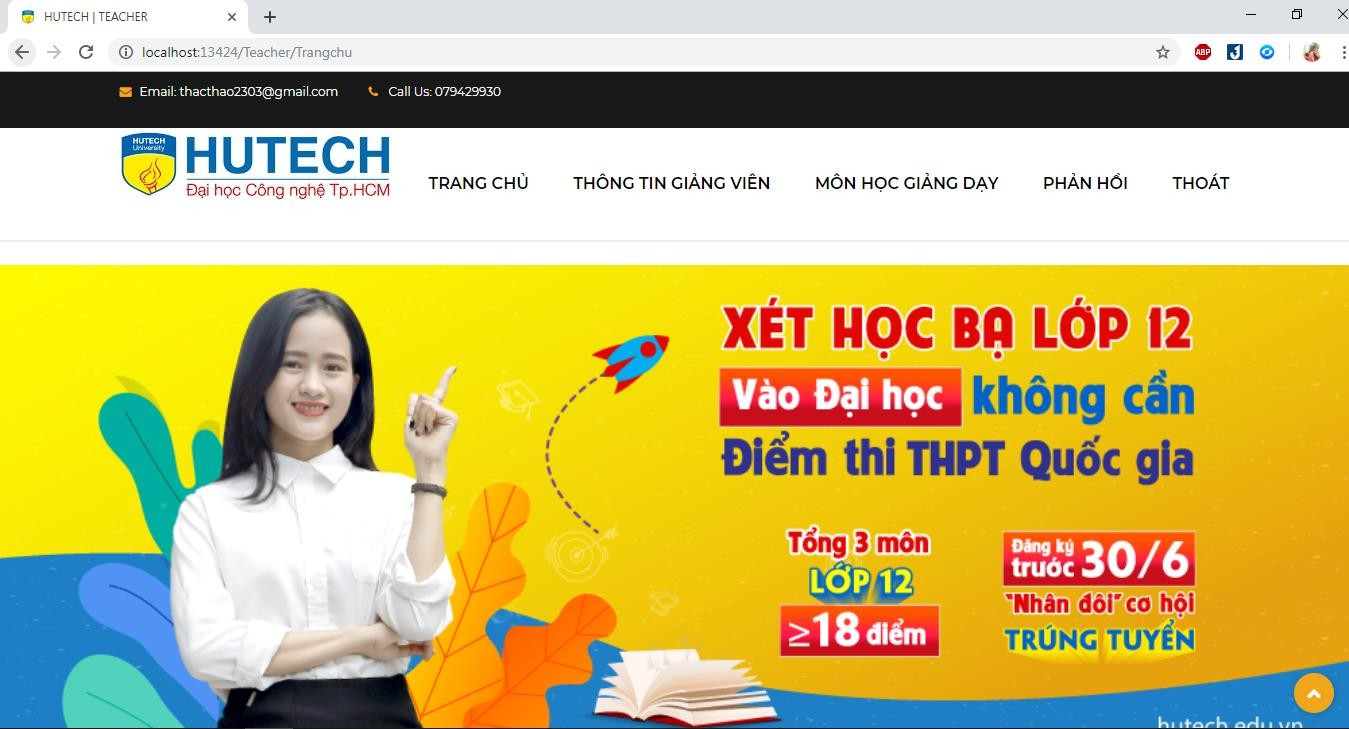 HUTECH | TEACHER
localhost:13424/Teacher/Trangchu
ABP
Email: thacthao2303@gmail.com
Call Us: 079429930
HUTECH
University
HUTECH
Đại học Công nghệ Tp.HCM
TRANG CHỦ
THÔNG TIN GIẢNG VIÊN
MÔN HỌC GIẢNG DẠY
PHẢN HỒI
THOÁT
XÉT HỌC BẠ LỚP 12
Vào Đại học không cần
Điểm thi THPT Quốc gia
Tổng 3 môn
LỚP 12
≥18 điểm
Đăng ký
trước 30/6
"Nhân đôi" cơ hội
TRÚNG TUYỂN
hutech.edu.vn